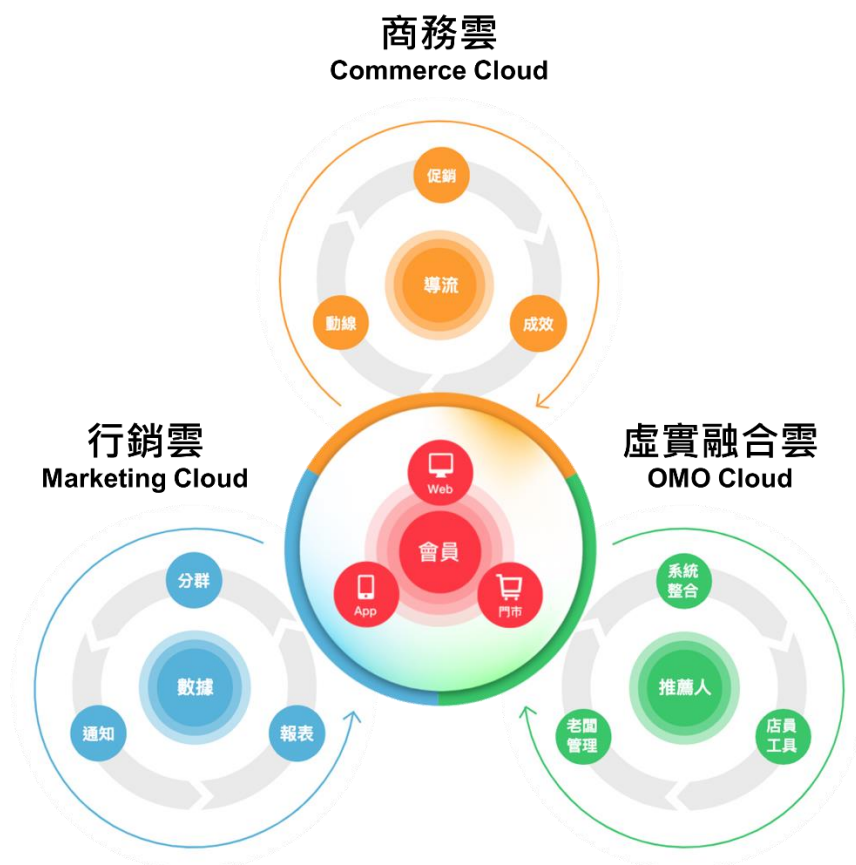 商務雲
Commerce Cloud
促銷
導流
動線
成效
行銷雲
Marketing Cloud
虛實融合雲
OMO Cloud
Web
會員
App
門市
分群
數據
通知
報表
系統
整合
推薦人
老闆
管理
店員
工具